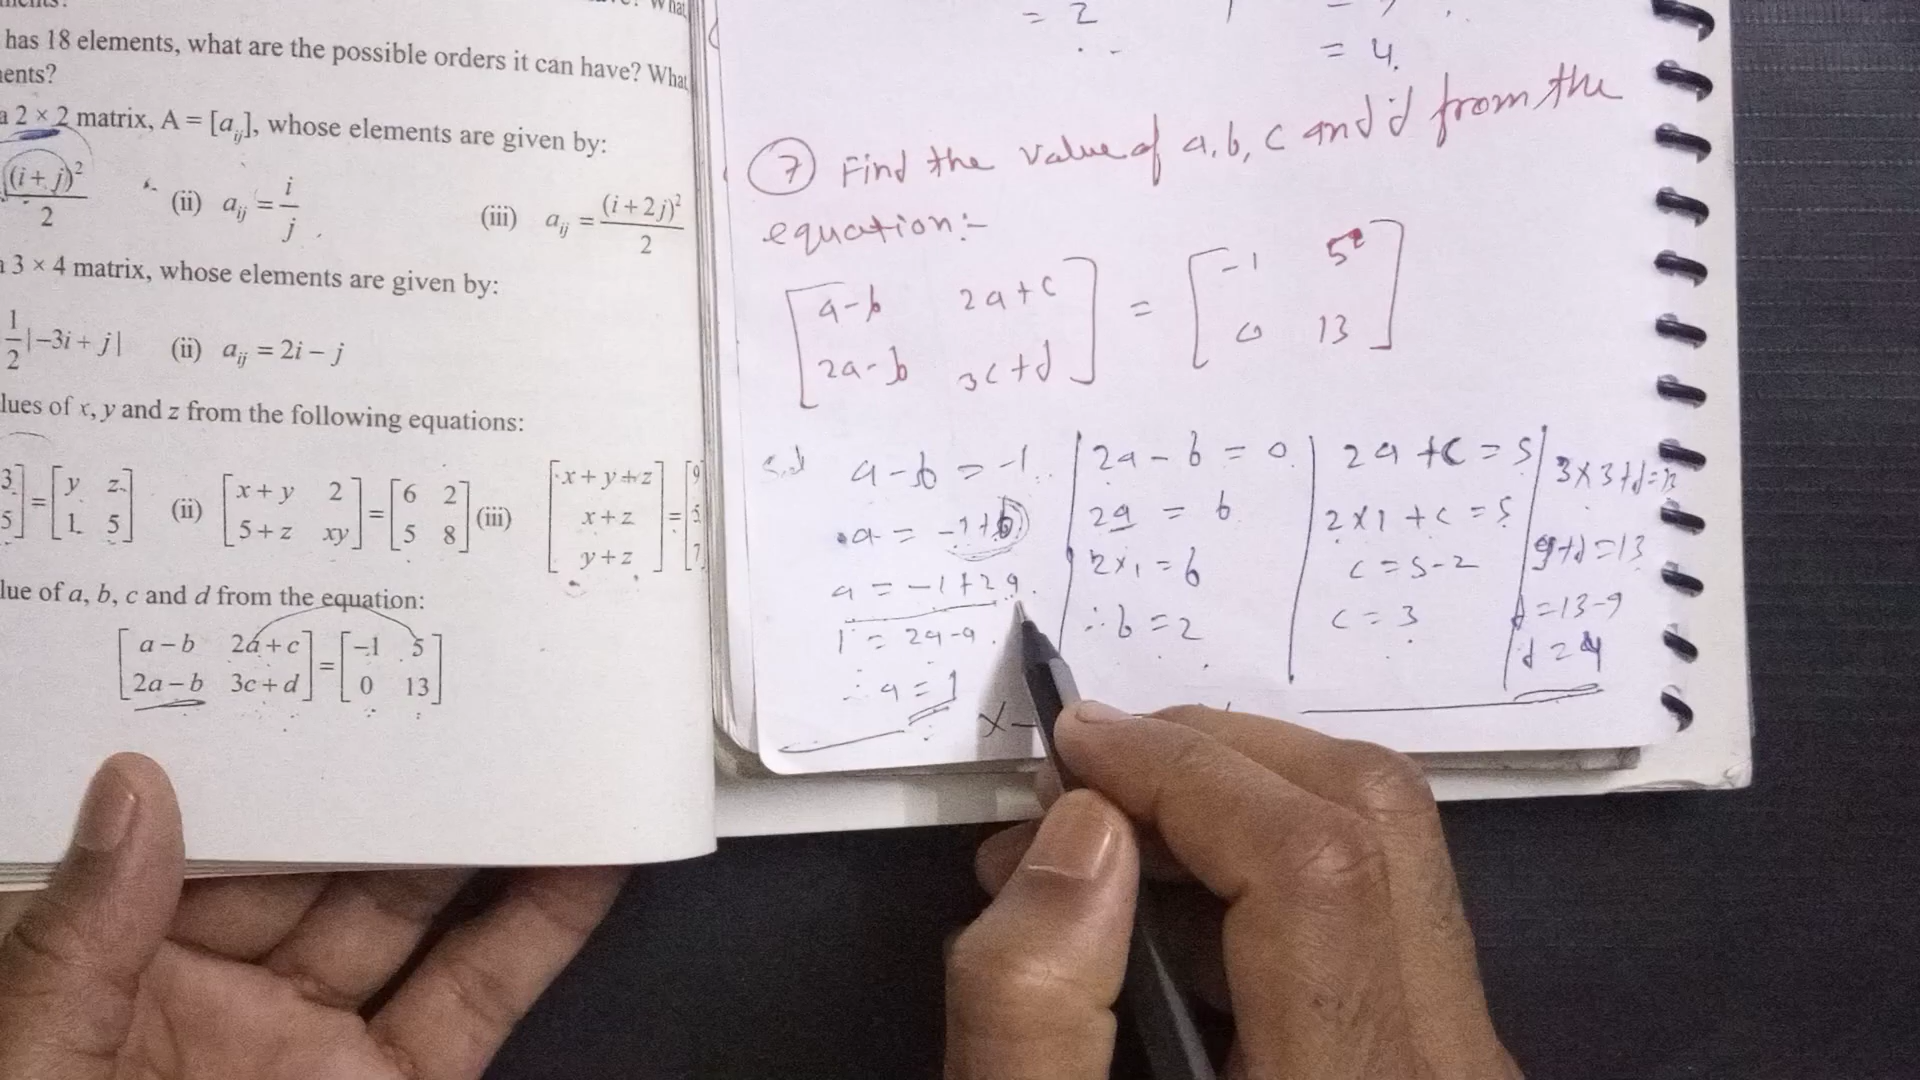 has 18 elements, what are the possible orders it can have? What
ents?
a 2 × 2 matrix, A = [aᵢⱼ], whose elements are given by:
(i + j)²/2 (ii) aᵢⱼ = i/j (iii) aᵢⱼ = (i + 2j)²/2
3 × 4 matrix, whose elements are given by:
1/2|−3i + j| (ii) aᵢⱼ = 2i − j
lues of x, y and z from the following equations:
3 y z x + y 2 6 2 x + y + z 9
5 = 1 5 (ii) 5 + z xy = 5 8 (iii) x + z = 5
y + z 7
lue of a, b, c and d from the equation:
a − b 2a + c −1 5
2a − b 3c + d = 0 13
= 2
= 4.
7 Find the value of a, b, c and d from the
equation:-
a-b 2a+c = -1 5
2a-b 3c+d 0 13
a-b = -1
a = -1+b
a = -1+2a
1 = 2a-a
∴ a = 1
2a - b = 0
2a = b
2×1 = b
∴ b = 2
2a + c = 5
2×1 + c = 5
c = 5-2
c = 3
3×3+d=13
9+d=13
d=13-9
d=4